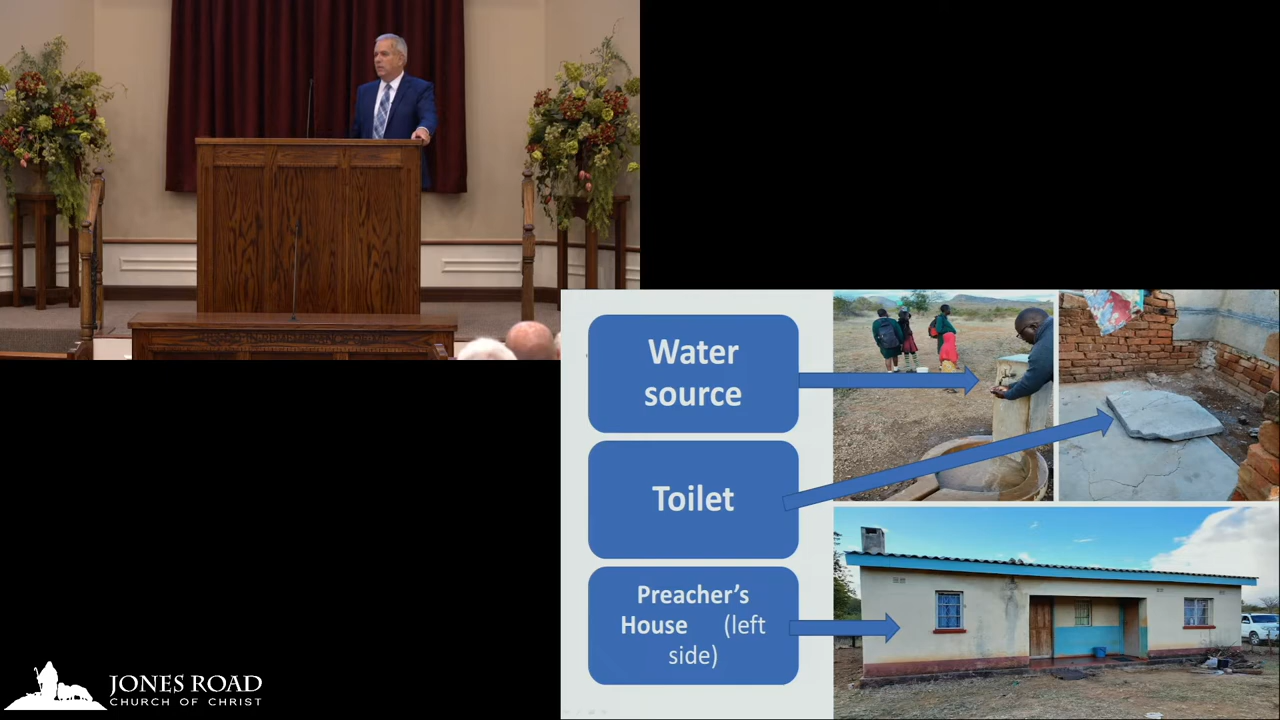 Water
source
Toilet
Preacher’s
House (left
side)
JONES ROAD
CHURCH OF CHRIST